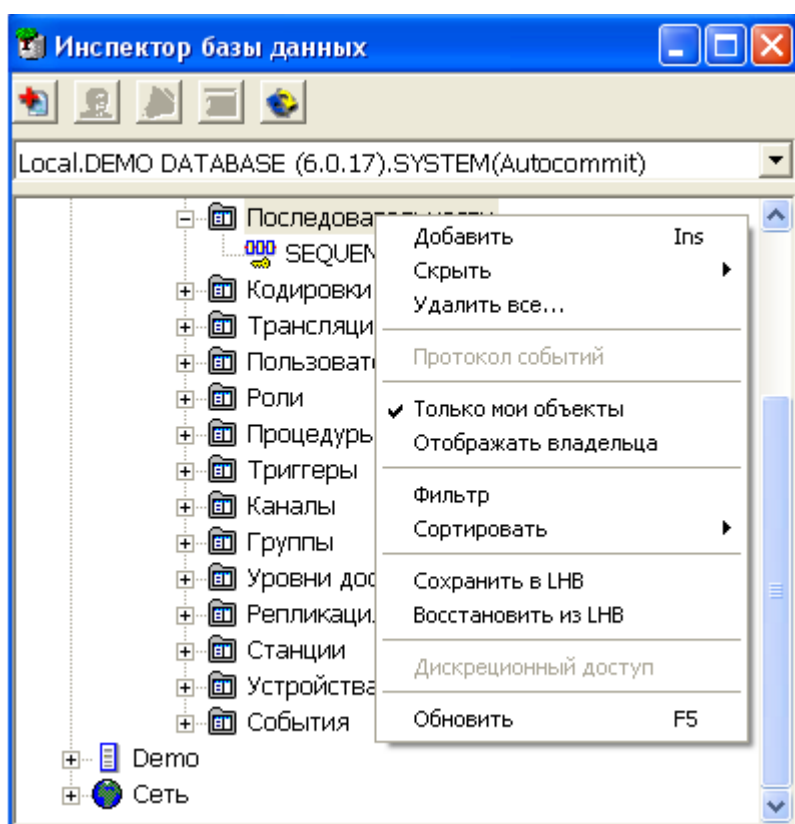 Инспектор базы данных
Local.DEMO DATABASE (6.0.17).SYSTEM(Autocommit)
Последовательности
SEQUEN
Кодировки
Трансляци
Пользовате
Роли
Процедуры
Триггеры
Каналы
Группы
Уровни дос
Репликаци
Станции
Устройства
События
Demo
Сеть
Добавить Ins
Скрыть
Удалить все...
Протокол событий
Только мои объекты
Отображать владельца
Фильтр
Сортировать
Сохранить в LHB
Восстановить из LHB
Дискреционный доступ
Обновить F5